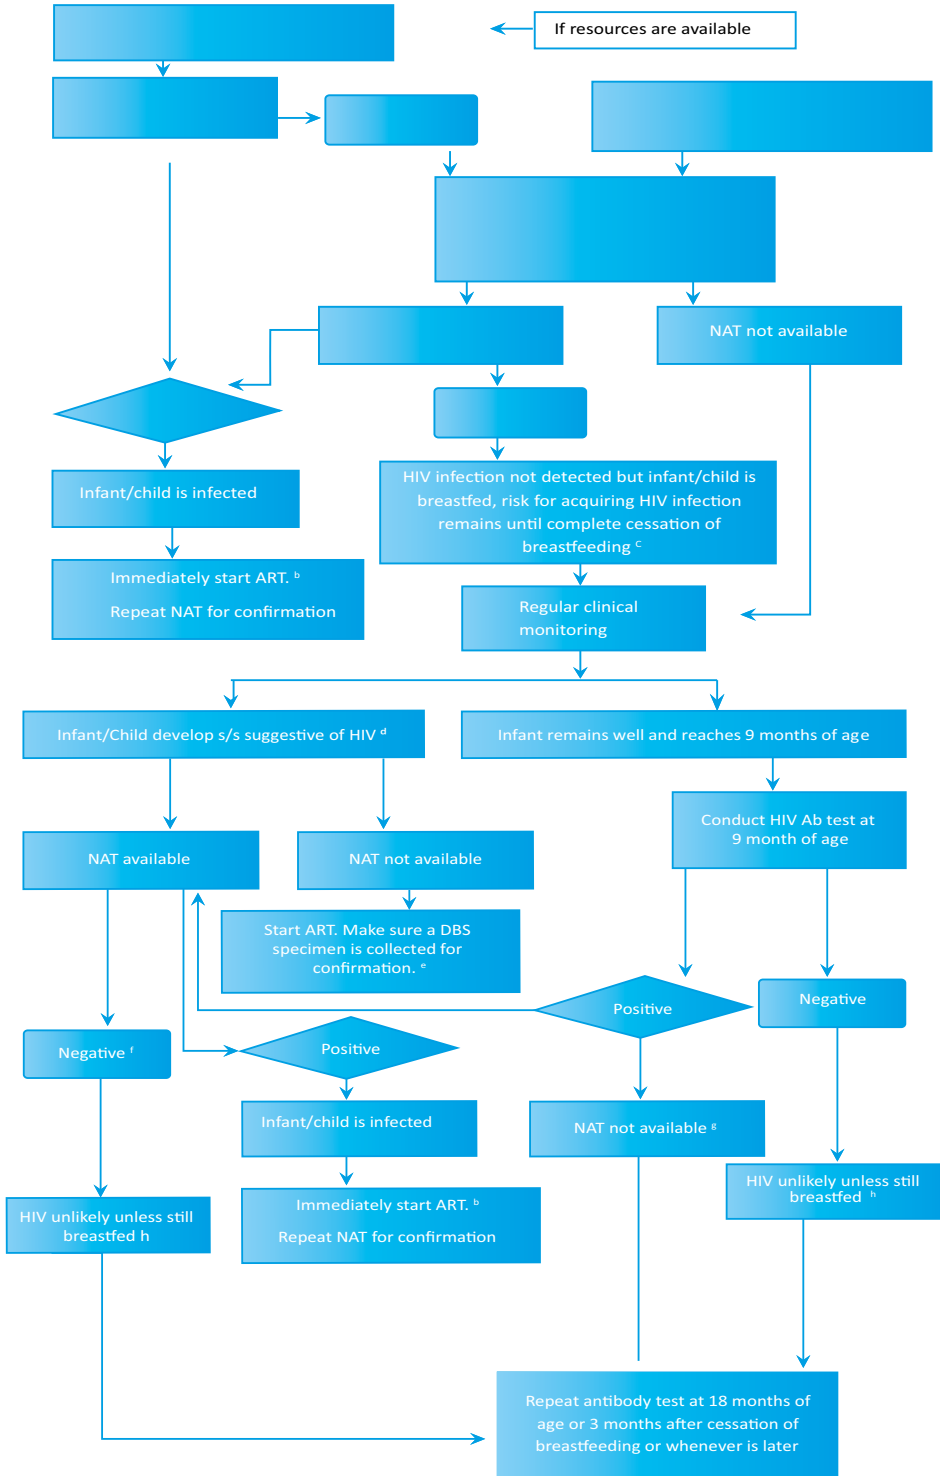 If resources are available
NAT not available
HIV infection not detected but infant/child is
breastfed, risk for acquiring HIV infection
remains until complete cessation of
breastfeeding ᶜ
Infant/child is infected
Immediately start ART. ᵇ
Repeat NAT for confirmation
Regular clinical
monitoring
Infant/Child develop s/s suggestive of HIV ᵈ
Infant remains well and reaches 9 months of age
Conduct HIV Ab test at
9 month of age
NAT available
NAT not available
Start ART. Make sure a DBS
specimen is collected for
confirmation. ᵉ
Positive
Negative
Negative ᶠ
Positive
Infant/child is infected
NAT not available ᵍ
HIV unlikely unless still
breastfed ʰ
Immediately start ART. ᵇ
Repeat NAT for confirmation
HIV unlikely unless still
breastfed h
Repeat antibody test at 18 months of
age or 3 months after cessation of
breastfeeding or whenever is later